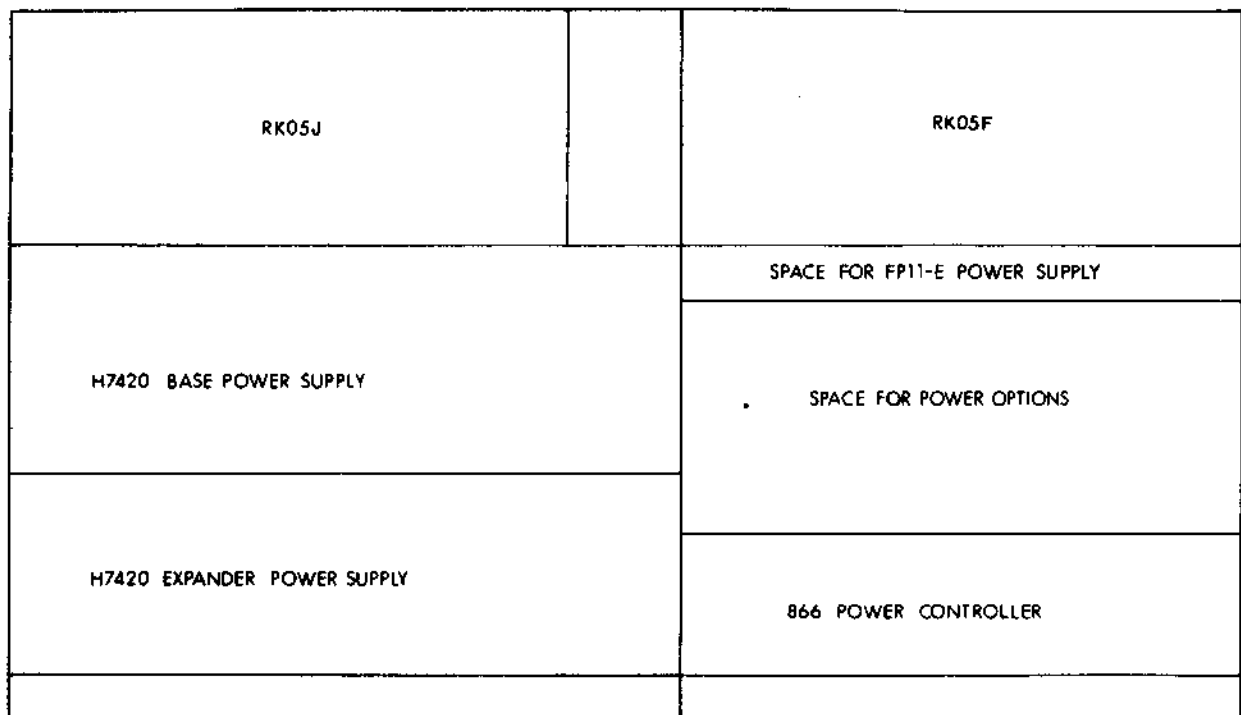 RK05J
RK05F
SPACE FOR FP11-E POWER SUPPLY
H7420 BASE POWER SUPPLY
SPACE FOR POWER OPTIONS
H7420 EXPANDER POWER SUPPLY
866 POWER CONTROLLER